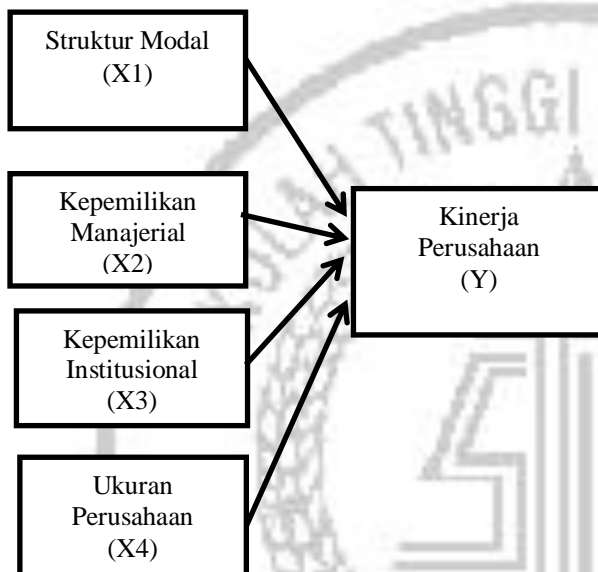 Struktur Modal
(X1)
Kepemilikan
Manajerial
(X2)
Kepemilikan
Institusional
(X3)
Ukuran
Perusahaan
(X4)
Kinerja
Perusahaan
(Y)
TINGGI